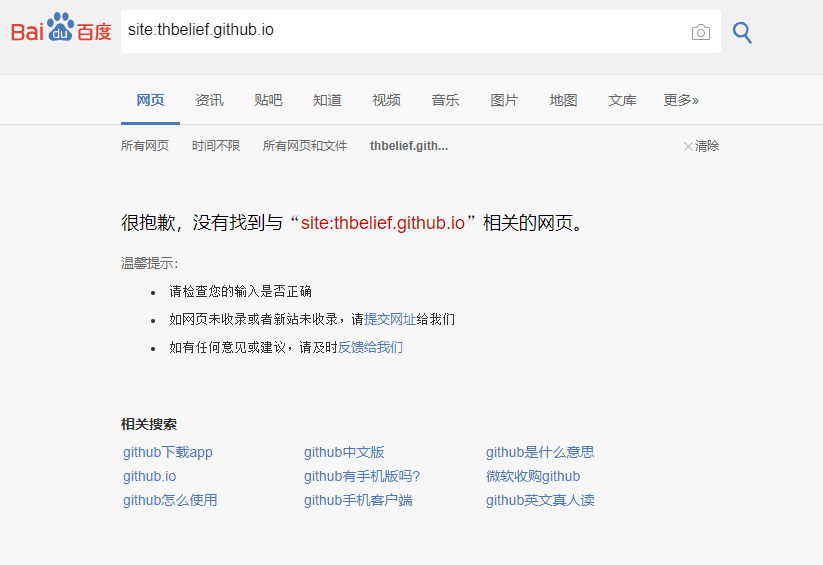 Bai du 百度
site:thbelief.github.io
网页 资讯 贴吧 知道 视频 音乐 图片 地图 文库 更多»
所有网页 时间不限 所有网页和文件 thbelief.gith... ×清除
很抱歉，没有找到与“site:thbelief.github.io”相关的网页。
温馨提示：
• 请检查您的输入是否正确
• 如网页未收录或者新站未收录，请提交网址给我们
• 如有任何意见或建议，请及时反馈给我们
相关搜索
github下载app github中文版 github是什么意思
github.io github有手机版吗? 微软收购github
github怎么使用 github手机客户端 github英文真人读